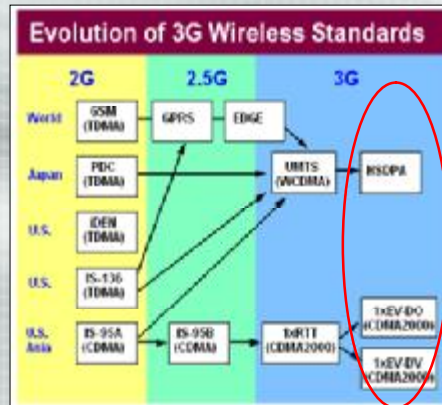 Evolution of 3G Wireless Standards
2G 2.5G 3G
World GSM GPRS EDGE
(TDMA)
Japan PDC UMTS HSDPA
(TDMA) (WCDMA)
U.S. iDEN
(TDMA)
U.S. IS-136
(TDMA)
1xEV-DO
(CDMA2000)
U.S. IS-95A IS-95B 1xRTT
Asia (CDMA) (CDMA) (CDMA2000)
1xEV-DV
(CDMA2000)